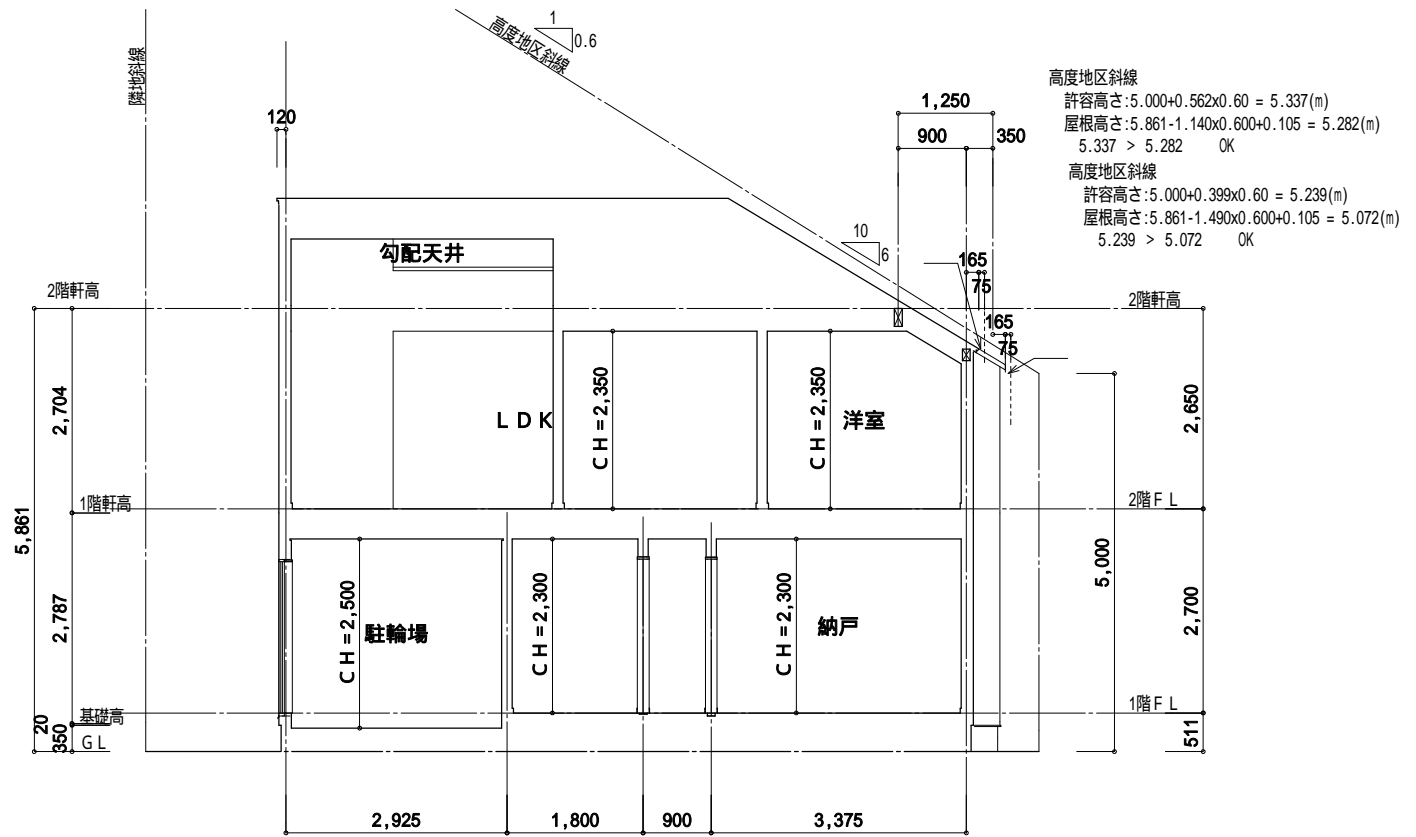 1
0.6
高度地区斜線
隣地斜線
120
1,250
900
350
高度地区斜線
許容高さ:5.000+0.562x0.60 = 5.337(m)
屋根高さ:5.861-1.140x0.600+0.105 = 5.282(m)
5.337 > 5.282 OK
高度地区斜線
許容高さ:5.000+0.399x0.60 = 5.239(m)
屋根高さ:5.861-1.490x0.600+0.105 = 5.072(m)
5.239 > 5.072 OK
10
6
勾配天井
165
75
2階軒高
2階軒高
165
75
2,704
ＬＤＫ
ＣＨ=2,350
ＣＨ=2,350
洋室
2,650
1階軒高
2階ＦＬ
5,861
5,000
2,787
ＣＨ=2,500
駐輪場
ＣＨ=2,300
ＣＨ=2,300
納戸
2,700
基礎高
1階ＦＬ
20
350
ＧＬ
511
2,925
1,800
900
3,375